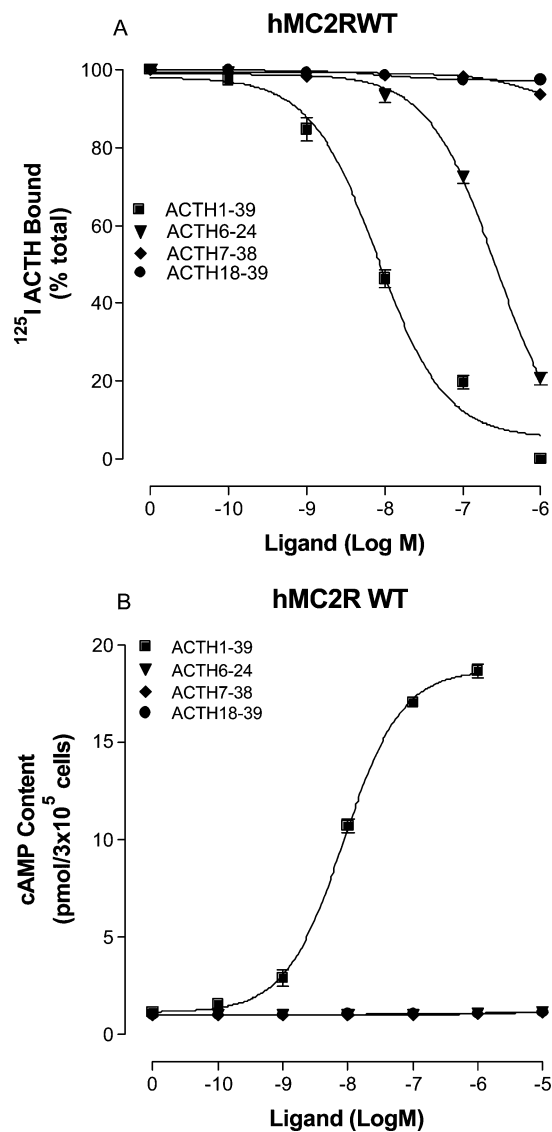 A
hMC2RWT
100
80
60
40
20
0
¹²⁵I ACTH Bound
(% total)
ACTH1-39
ACTH6-24
ACTH7-38
ACTH18-39
0 -10 -9 -8 -7 -6
Ligand (Log M)
B
hMC2R WT
20
15
10
5
0
cAMP Content
(pmol/3x10⁵ cells)
ACTH1-39
ACTH6-24
ACTH7-38
ACTH18-39
0 -10 -9 -8 -7 -6 -5
Ligand (LogM)